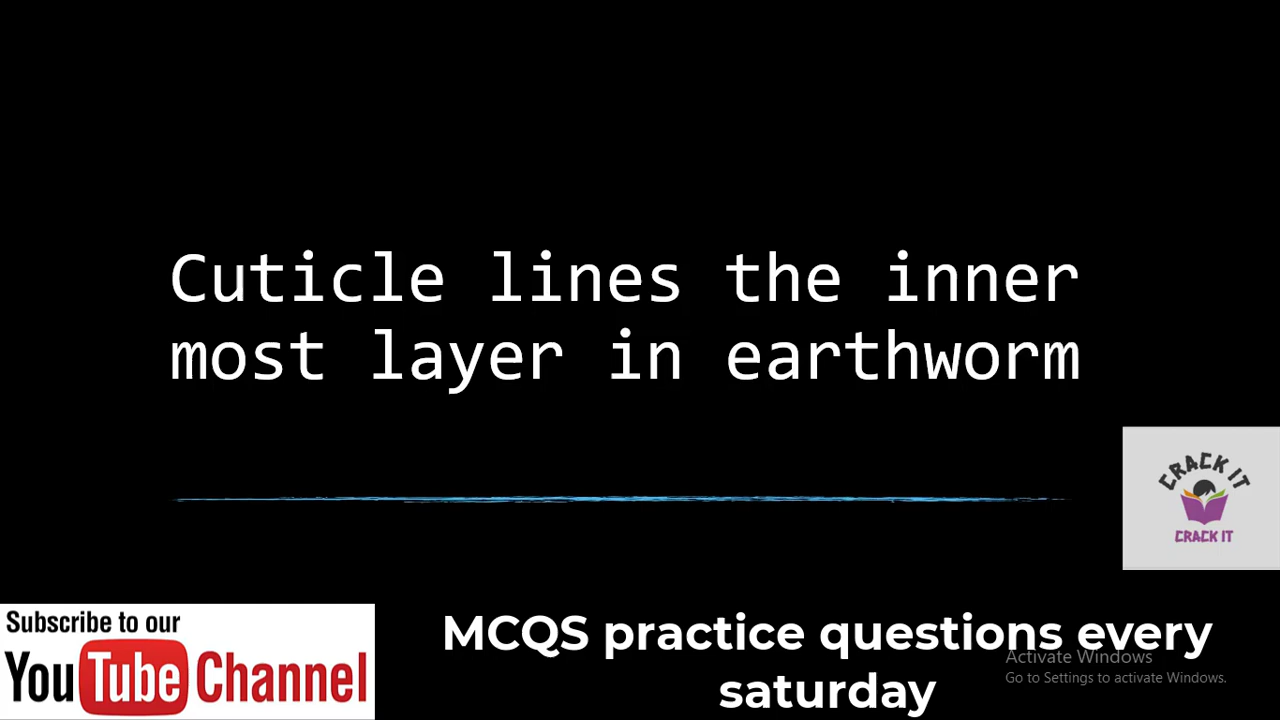 Cuticle lines the inner
most layer in earthworm
CRACK IT
CRACK IT
Subscribe to our
YouTube Channel
MCQS practice questions every
saturday
Activate Windows
Go to Settings to activate Windows.